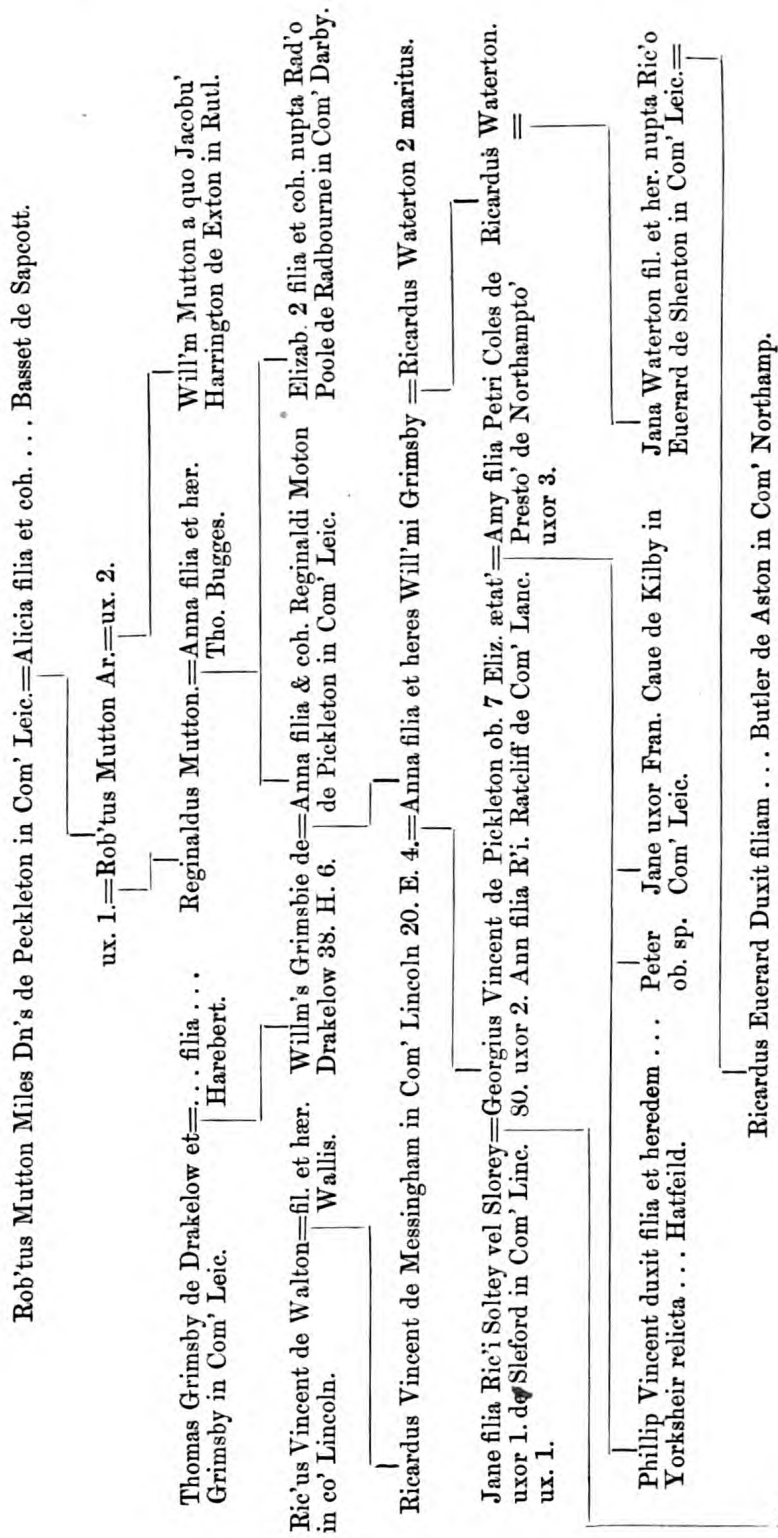 Rob'tus Mutton Miles Dn's de Peckleton in Com' Leic.=Alicia filia et coh. . . . Basset de Sapcott.
ux. 1.=Rob'tus Mutton Ar.=ux. 2.
Thomas Grimsby de Drakelow et=. . . filia . . . .
Grimsby in Com' Leic.
Harebert.
Reginaldus Mutton.=Anna filia et hær.
Tho. Bugges.
Will'm Mutton a quo Jacobu'
Harrington de Exton in Rutl.
Ric'us Vincent de Walton=fil. et hær.
in co' Lincoln.
Wallis.
Willm's Grimsbie de=Anna filia & coh. Reginaldi Moton
Drakelow 38. H. 6.
de Pickleton in Com' Leic.
Elizab. 2 filia et coh. nupta Rad'o
Poole de Radbourne in Com' Darby.
Ricardus Vincent de Messingham in Com' Lincoln 20. E. 4.=Anna filia et heres Will'mi Grimsby=Ricardus Waterton 2 maritus.
Jane filia Ric'i Soltey vel Slorey=Georgius Vincent de Pickleton ob. 7 Eliz. ætat'=Amy filia Petri Coles de
uxor 1. de Sleford in Com' Linc.
80. uxor 2. Ann filia R'i. Ratcliff de Com' Lanc.
Presto' de Northampto'
ux. 1.
uxor 3.
Ricardus Waterton.
=
Phillip Vincent duxit filia et heredem . . . .
Yorksheir relicta . . . . Hatfeild.
Peter
ob. sp.
Jane uxor Fran. Caue de Kilby in
Com' Leic.
Jana Waterton fil. et her. nupta Ric'o
Euerard de Shenton in Com' Leic.=
Ricardus Euerard Duxit filiam . . . . Butler de Aston in Com' Northamp.